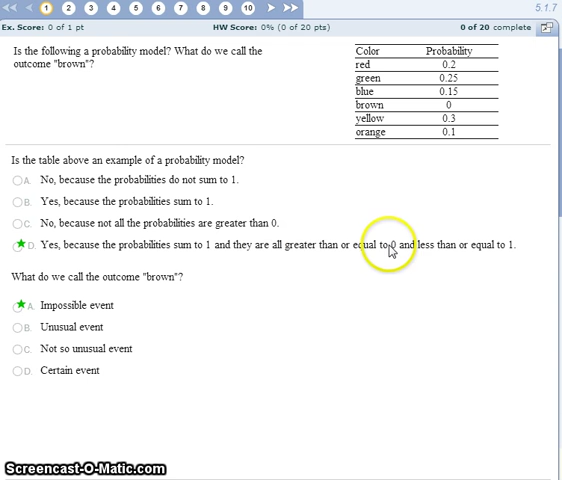 1 2 3 4 5 6 7 8 9 10 5.1.7
Ex. Score: 0 of 1 pt HW Score: 0% (0 of 20 pts) 0 of 20 complete
Is the following a probability model? What do we call the
outcome "brown"?
Color Probability
red 0.2
green 0.25
blue 0.15
brown 0
yellow 0.3
orange 0.1
Is the table above an example of a probability model?
A. No, because the probabilities do not sum to 1.
B. Yes, because the probabilities sum to 1.
C. No, because not all the probabilities are greater than 0.
D. Yes, because the probabilities sum to 1 and they are all greater than or equal to 0 and less than or equal to 1.
What do we call the outcome "brown"?
A. Impossible event
B. Unusual event
C. Not so unusual event
D. Certain event
Screencast-O-Matic.com